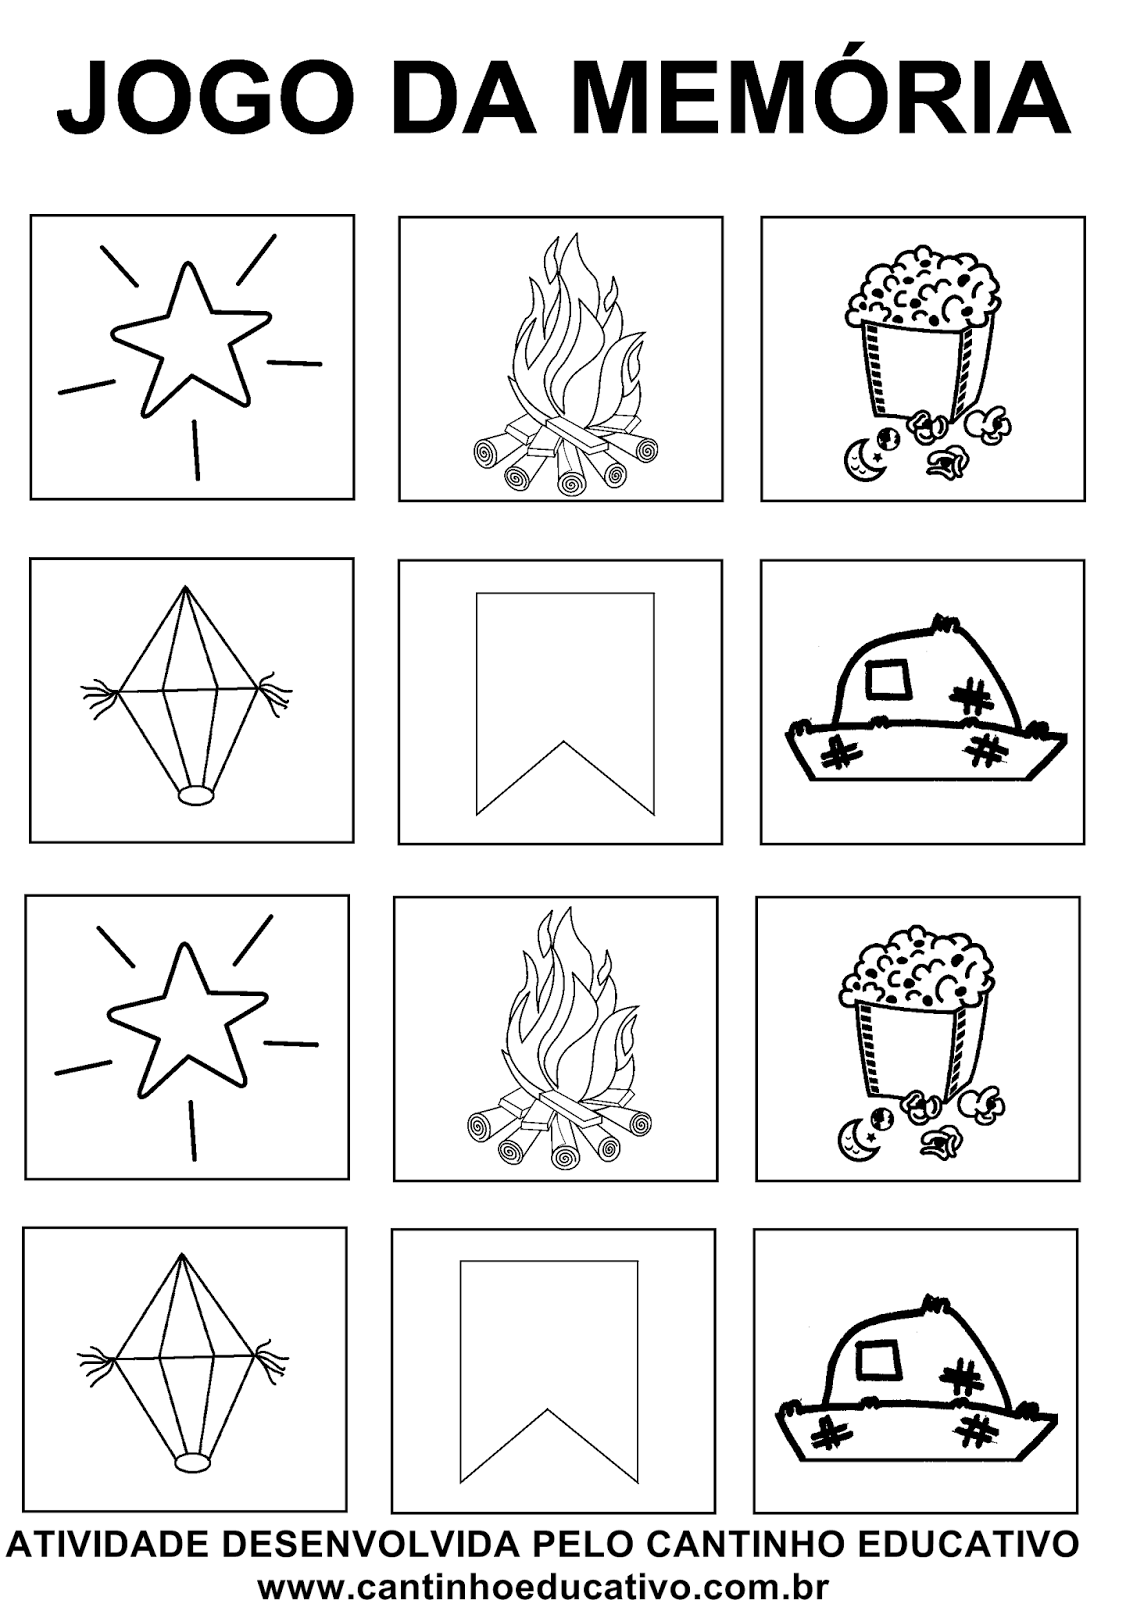 JOGO DA MEMÓRIA
ATIVIDADE DESENVOLVIDA PELO CANTINHO EDUCATIVO
www.cantinhoeducativo.com.br